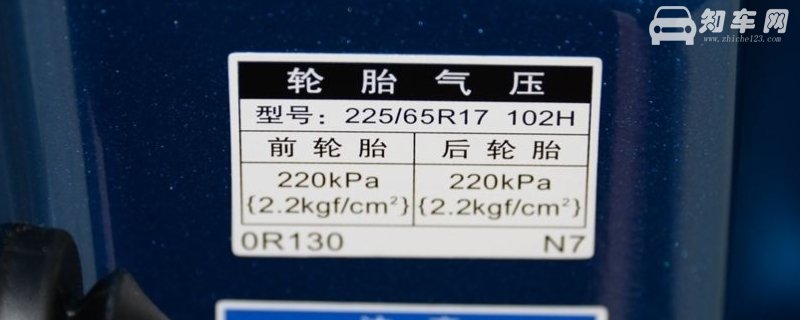 知车网
www.zhiche123.com
轮胎气压
型号: 225/65R17 102H
前轮胎 后轮胎
220kPa 220kPa
{2.2kgf/cm²} {2.2kgf/cm²}
0R130 N7